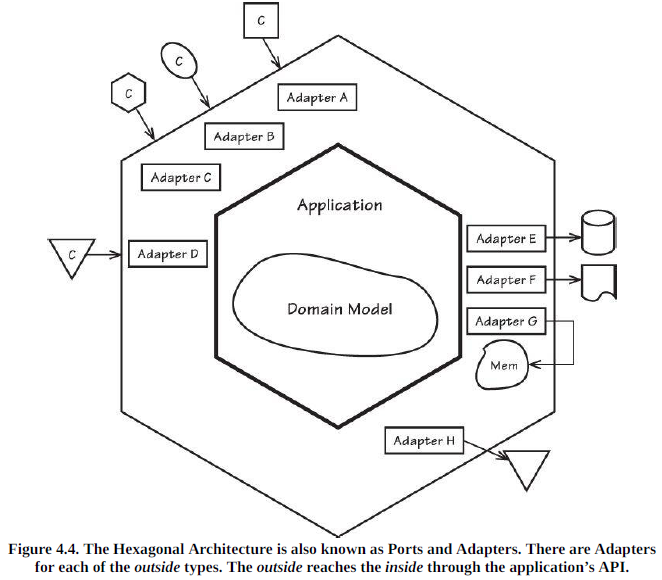 C
C
C
Adapter A
Adapter B
Adapter C
C
Adapter D
Application
Domain Model
Adapter E
Adapter F
Adapter G
Mem
Adapter H
Figure 4.4. The Hexagonal Architecture is also known as Ports and Adapters. There are Adapters
for each of the outside types. The outside reaches the inside through the application’s API.